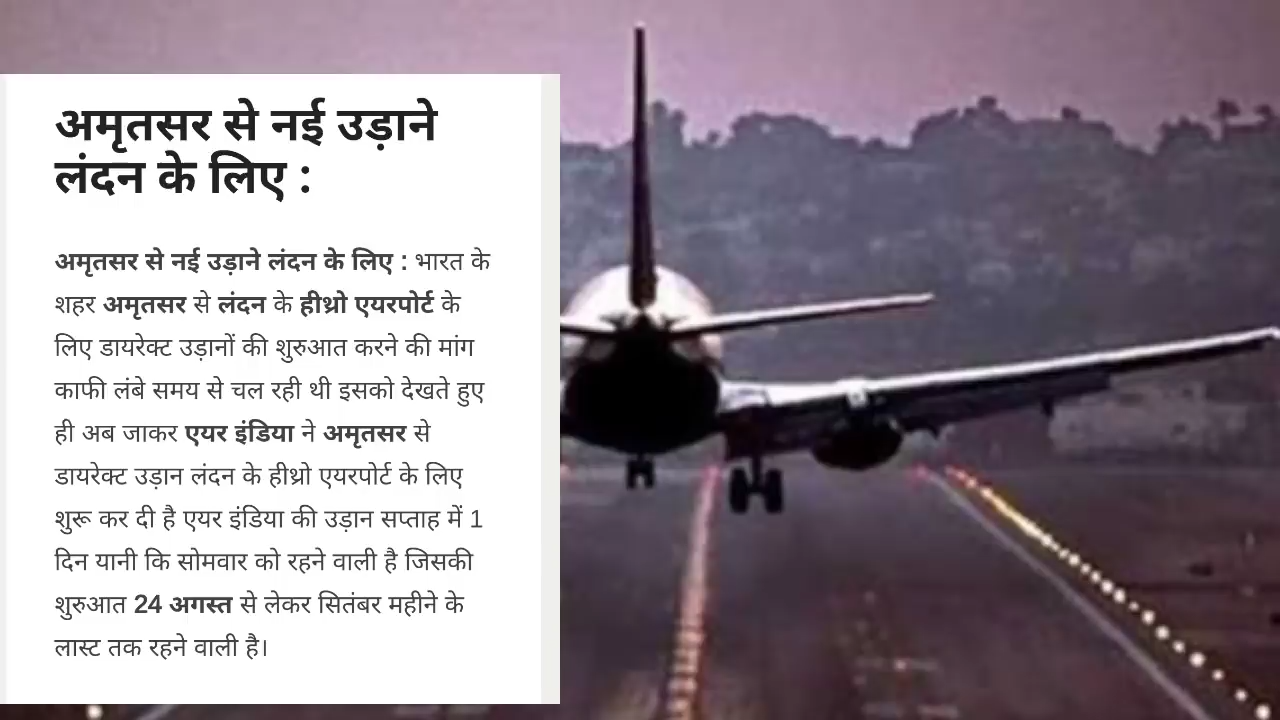 अमृतसर से नई उड़ाने
लंदन के लिए :
अमृतसर से नई उड़ाने लंदन के लिए : भारत के
शहर अमृतसर से लंदन के हीथ्रो एयरपोर्ट के
लिए डायरेक्ट उड़ानों की शुरुआत करने की मांग
काफी लंबे समय से चल रही थी इसको देखते हुए
ही अब जाकर एयर इंडिया ने अमृतसर से
डायरेक्ट उड़ान लंदन के हीथ्रो एयरपोर्ट के लिए
शुरू कर दी है एयर इंडिया की उड़ान सप्ताह में 1
दिन यानी कि सोमवार को रहने वाली है जिसकी
शुरुआत 24 अगस्त से लेकर सितंबर महीने के
लास्ट तक रहने वाली है।